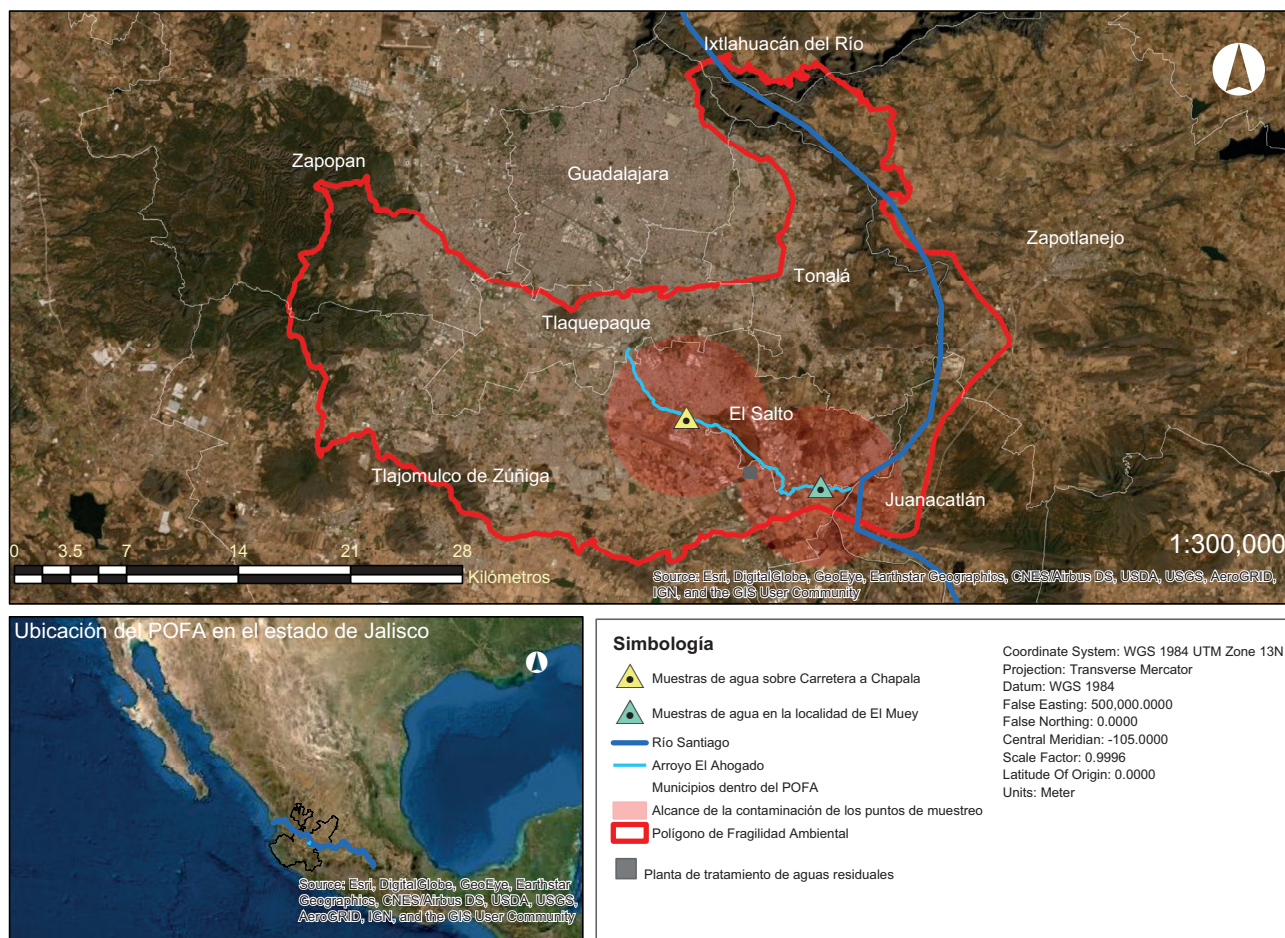 Ixtlahuacán del Río
Zapopan
Guadalajara
Zapotlanejo
Tonalá
Tlaquepaque
El Salto
Tlajomulco de Zúñiga
Juanacatlán
0 3.5 7 14 21 28
Kilómetros
1:300,000
Source: Esri, DigitalGlobe, GeoEye, Earthstar Geographics, CNES/Airbus DS, USDA, USGS, AeroGRID,
IGN, and the GIS User Community
Ubicación del POFA en el estado de Jalisco
Source: Esri, DigitalGlobe, GeoEye, Earthstar
Geographics, CNES/Airbus DS, USDA, USGS,
AeroGRID, IGN, and the GIS User Community
Simbología
Muestras de agua sobre Carretera a Chapala
Muestras de agua en la localidad de El Muey
Río Santiago
Arroyo El Ahogado
Municipios dentro del POFA
Alcance de la contaminación de los puntos de muestreo
Polígono de Fragilidad Ambiental
Planta de tratamiento de aguas residuales
Coordinate System: WGS 1984 UTM Zone 13N
Projection: Transverse Mercator
Datum: WGS 1984
False Easting: 500,000.0000
False Northing: 0.0000
Central Meridian: -105.0000
Scale Factor: 0.9996
Latitude Of Origin: 0.0000
Units: Meter